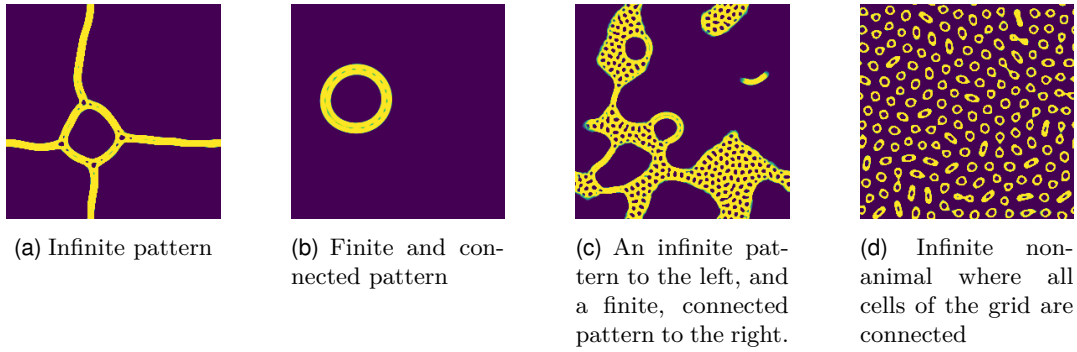 (a) Infinite pattern
(b) Finite and con-
nected pattern
(c) An infinite pat-
tern to the left, and
a finite, connected
pattern to the right.
(d) Infinite non-
animal where all
cells of the grid are
connected